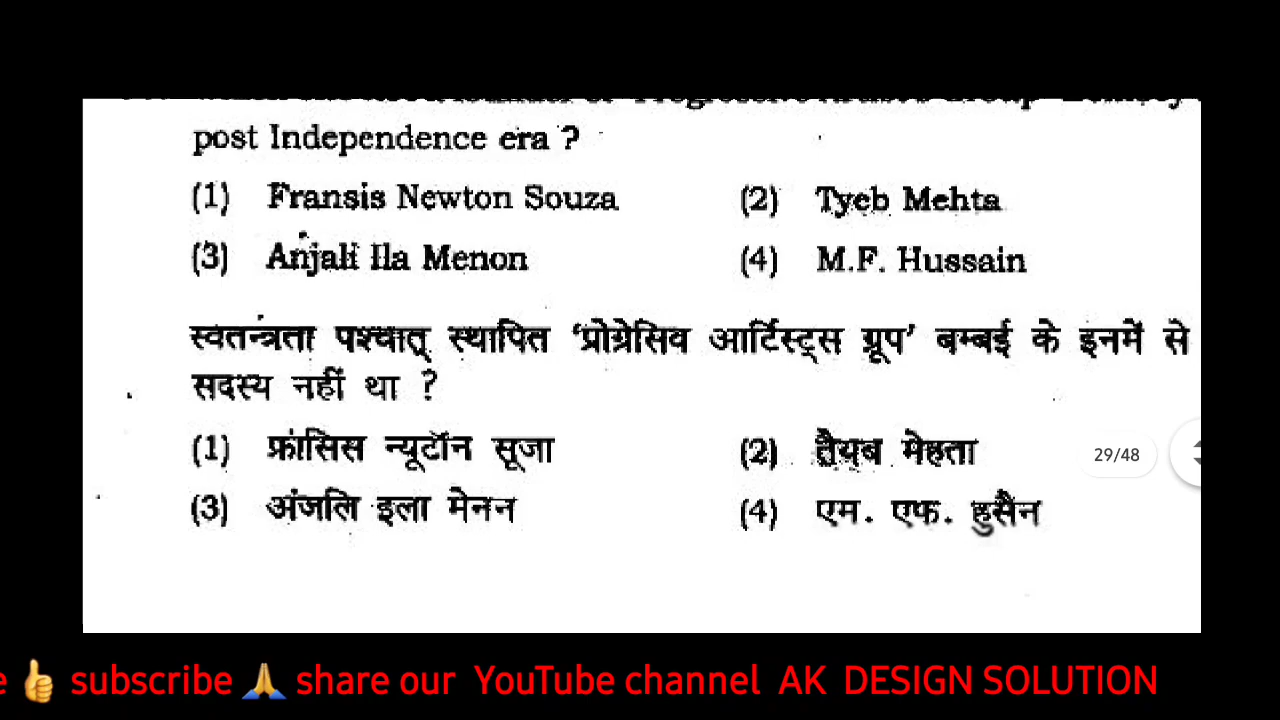 post Independence era ?
(1) Fransis Newton Souza (2) Tyeb Mehta
(3) Anjali Ila Menon (4) M.F. Hussain
स्वतन्त्रता पश्चात् स्थापित ‘प्रोग्रेसिव आर्टिस्ट्स ग्रूप’ बम्बई के इनमें से
सदस्य नहीं था ?
(1) फ्रांसिस न्यूटॉन सूजा (2) तैयब मेहता
29/48
(3) अंजलि इला मेनन (4) एम. एफ. हुसैन
👍 subscribe 🙏 share our YouTube channel AK DESIGN SOLUTION